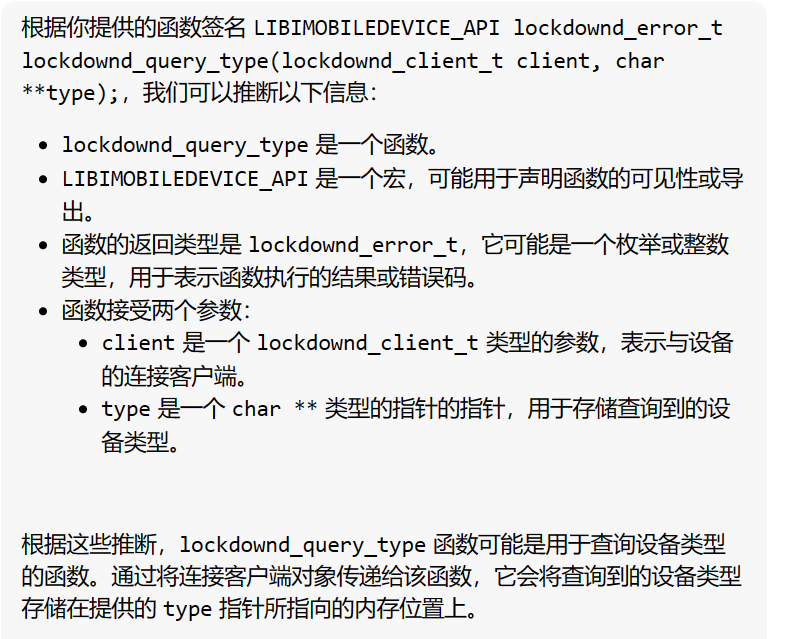 根据你提供的函数签名 LIBIMOBILEDEVICE_API lockdownd_error_t
lockdownd_query_type(lockdownd_client_t client, char
**type);，我们可以推断以下信息：
• lockdownd_query_type 是一个函数。
• LIBIMOBILEDEVICE_API 是一个宏，可能用于声明函数的可见性或导
出。
• 函数的返回类型是 lockdownd_error_t，它可能是一个枚举或整数
类型，用于表示函数执行的结果或错误码。
• 函数接受两个参数：
• client 是一个 lockdownd_client_t 类型的参数，表示与设备
的连接客户端。
• type 是一个 char ** 类型的指针的指针，用于存储查询到的设
备类型。
根据这些推断，lockdownd_query_type 函数可能是用于查询设备类型
的函数。通过将连接客户端对象传递给该函数，它会将查询到的设备类型
存储在提供的 type 指针所指向的内存位置上。